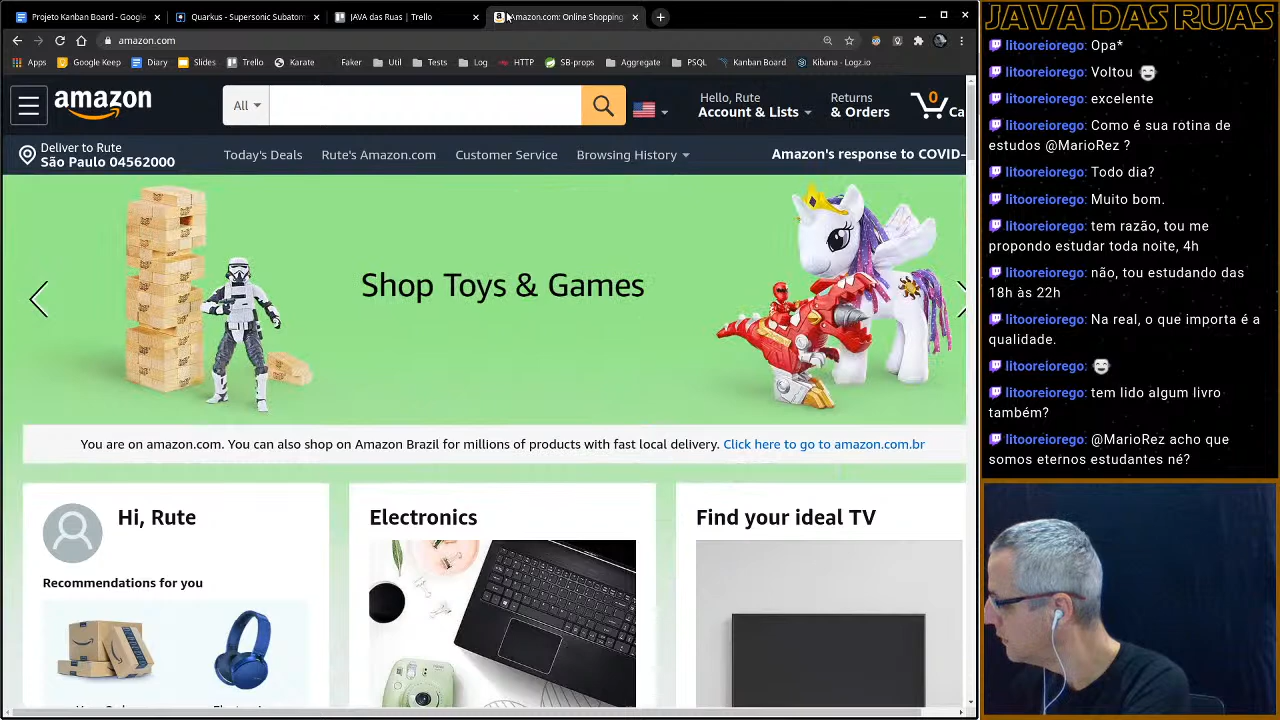 Projeto Kanban Board - Google
Quarkus - Supersonic Subatom
JAVA das Ruas | Trello
Amazon.com: Online Shopping
amazon.com
Apps
Google Keep
Diary
Slides
Trello
Karate
Faker
Util
Tests
Log
HTTP
SB-props
Aggregate
PSQL
Kanban Board
Kibana - Logz.io
amazon
All
Hello, Rute
Account & Lists
Returns
& Orders
0
Ca
Deliver to Rute
São Paulo 04562000
Today's Deals
Rute's Amazon.com
Customer Service
Browsing History
Amazon's response to COVID-
Shop Toys & Games
You are on amazon.com. You can also shop on Amazon Brazil for millions of products with fast local delivery. Click here to go to amazon.com.br
Hi, Rute
Recommendations for you
Electronics
Find your ideal TV
JAVA DAS RUAS
litooreiorego: Opa*
litooreiorego: Voltou
litooreiorego: excelente
litooreiorego: Como é sua rotina de
estudos @MarioRez ?
litooreiorego: Todo dia?
litooreiorego: Muito bom.
litooreiorego: tem razão, tou me
propondo estudar toda noite, 4h
litooreiorego: não, tou estudando das
18h às 22h
litooreiorego: Na real, o que importa é a
qualidade.
litooreiorego:
litooreiorego: tem lido algum livro
também?
litooreiorego: @MarioRez acho que
somos eternos estudantes né?